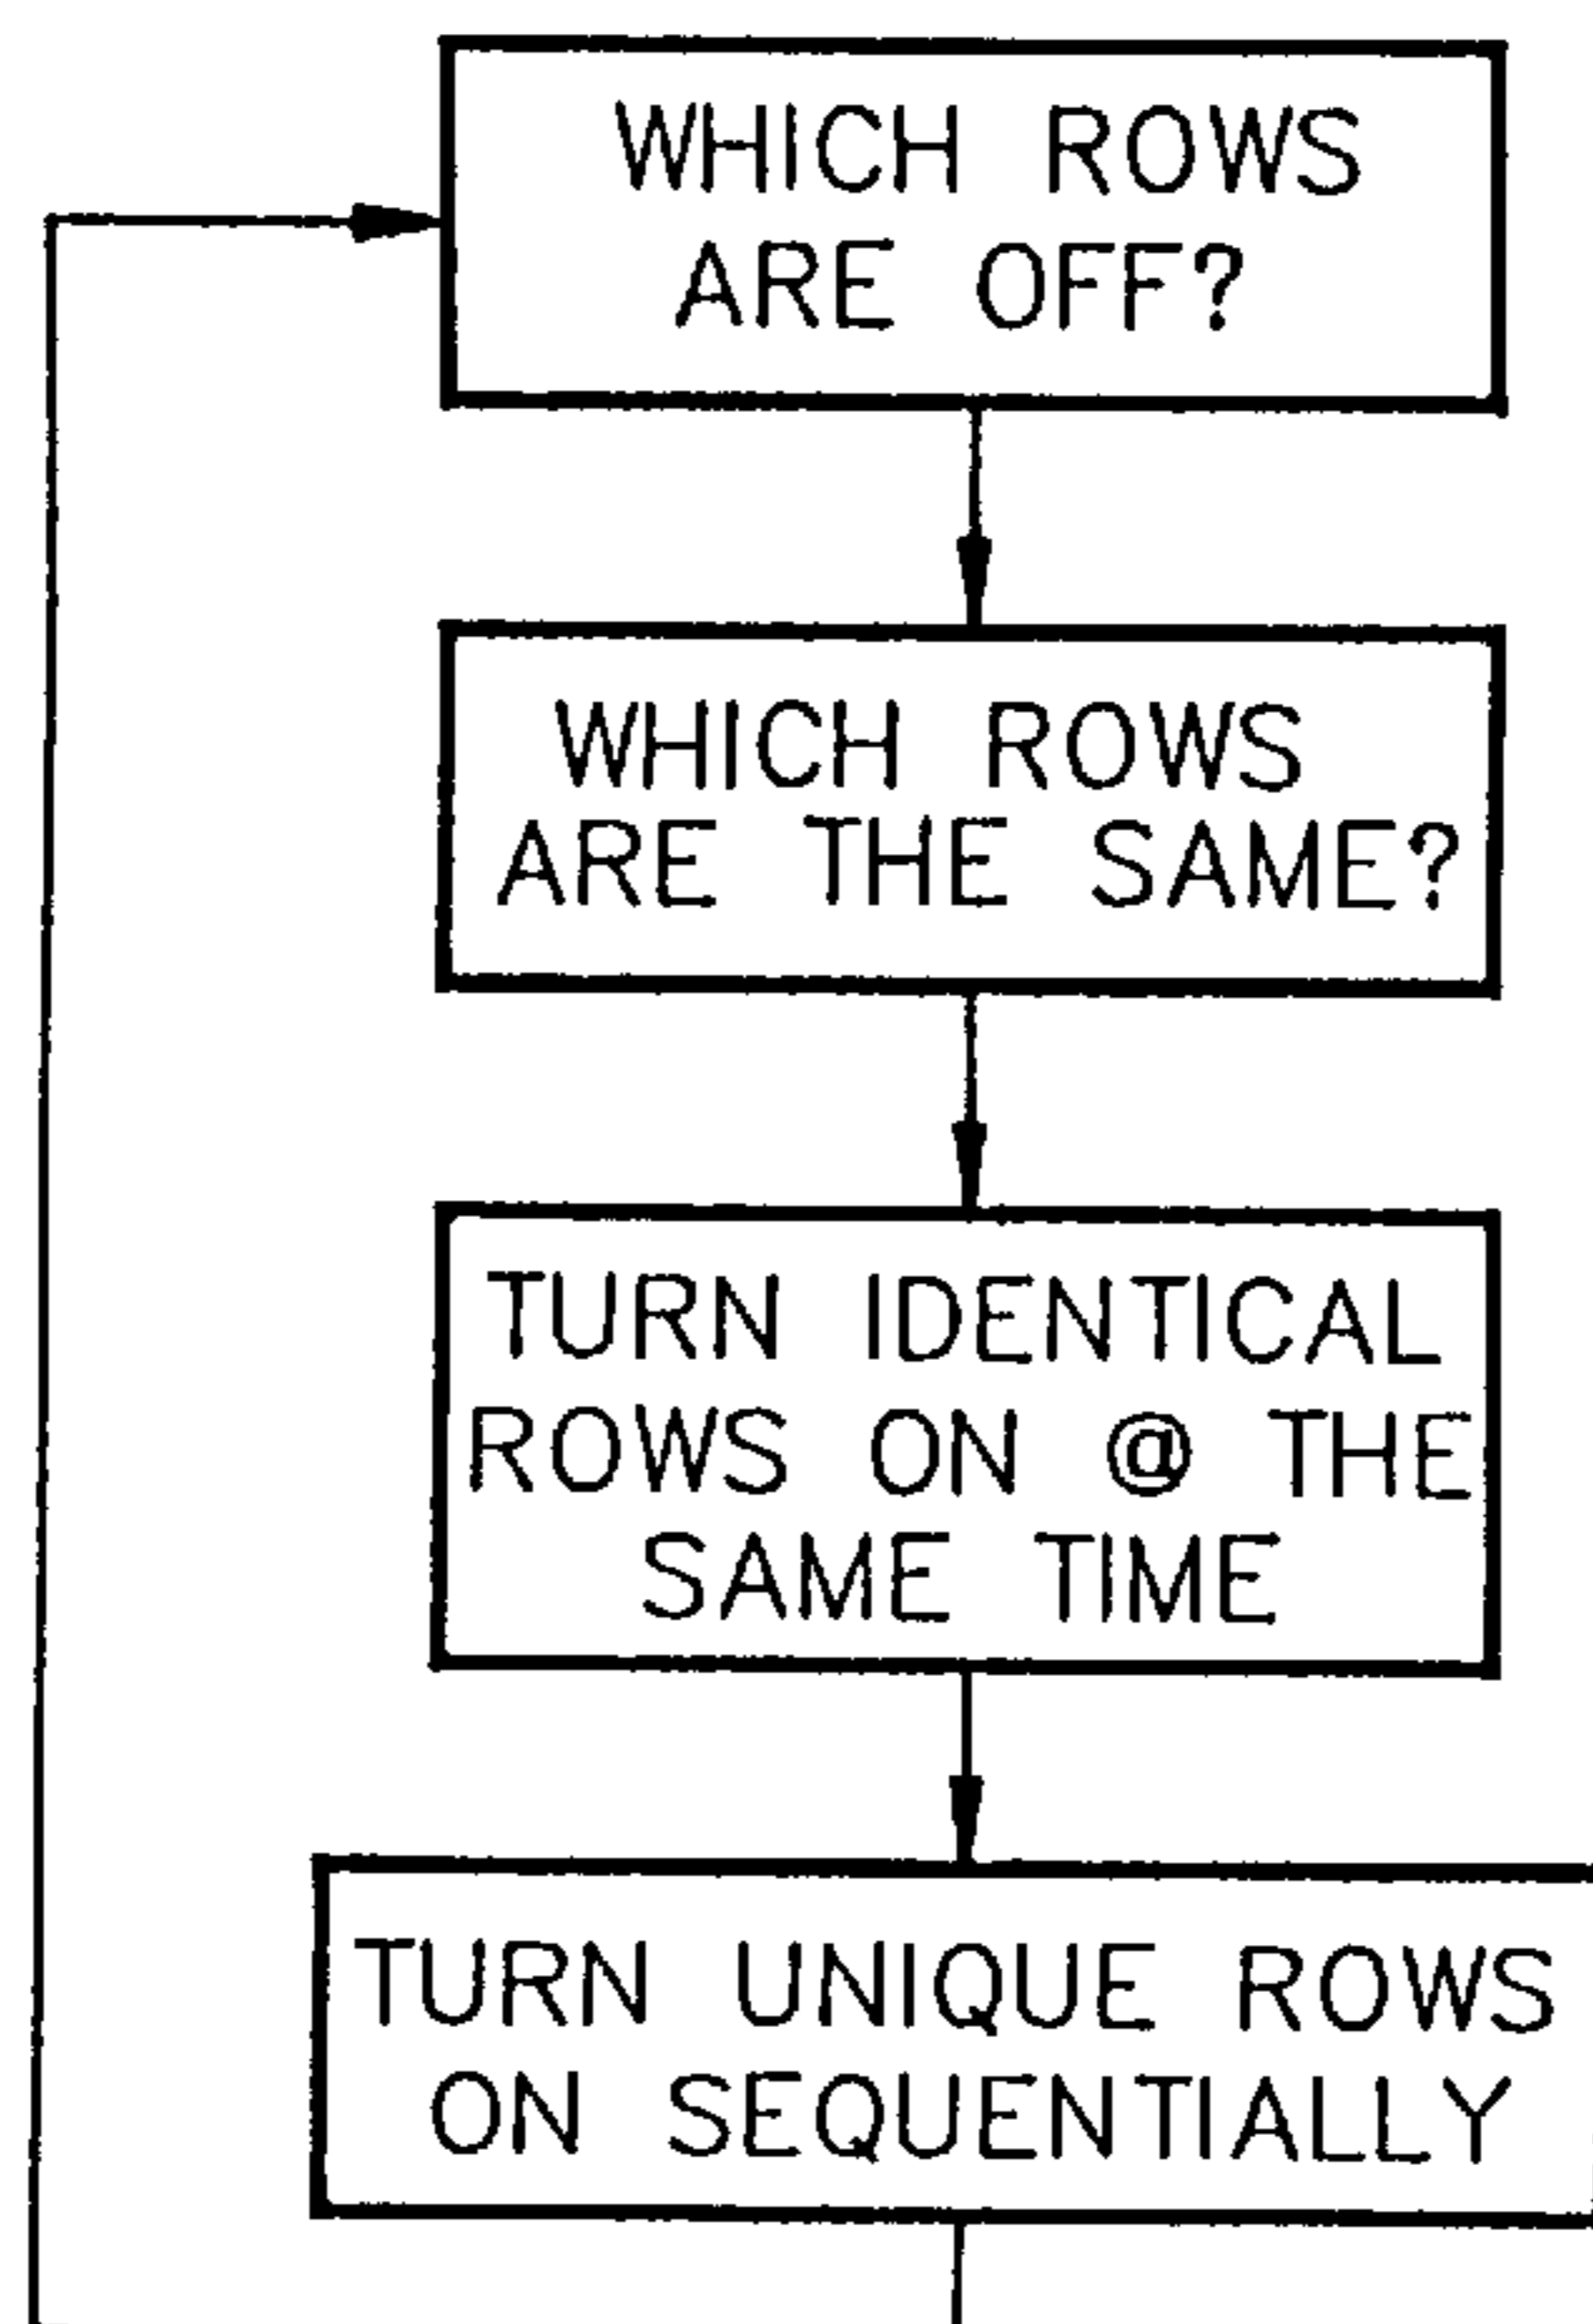 WHICH ROWS
ARE OFF?
WHICH ROWS
ARE THE SAME?
TURN IDENTICAL
ROWS ON @ THE
SAME TIME
TURN UNIQUE ROWS
ON SEQUENTIALLY